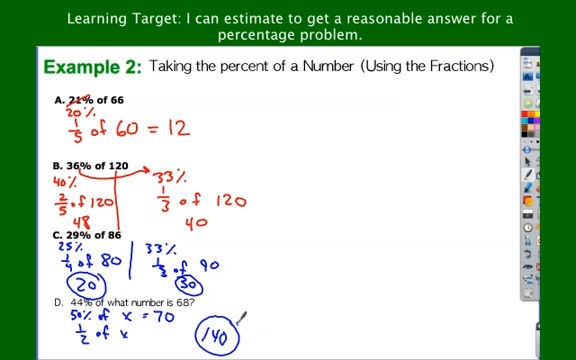 Learning Target: I can estimate to get a reasonable answer for a
percentage problem.
Example 2: Taking the percent of a Number (Using the Fractions)
A. 21% of 66
20%
1/5 of 60 = 12
B. 36% of 120
40%
2/5 of 120
48
33%
1/3 of 120
40
C. 29% of 86
25%
1/4 of 80
20
33%
1/3 of 90
30
D. 44% of what number is 68?
50% of x = 70
1/2 of x
140